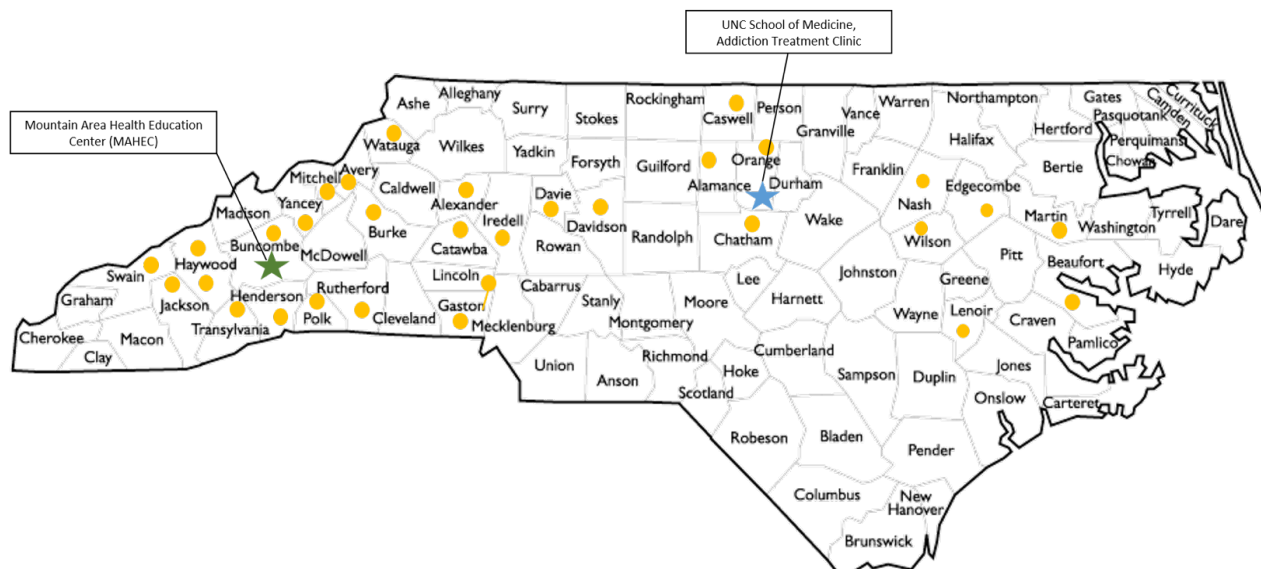 UNC School of Medicine,
Addiction Treatment Clinic
Mountain Area Health Education
Center (MAHEC)
Ashe
Alleghany
Surry
Stokes
Rockingham
Caswell
Person
Granville
Vance
Warren
Northampton
Gates
Currituck
Camden
Pasquotank
Hertford
Halifax
Perquimans
Chowan
Bertie
Watauga
Wilkes
Yadkin
Forsyth
Guilford
Alamance
Orange
Durham
Franklin
Nash
Edgecombe
Martin
Washington
Tyrrell
Dare
Mitchell
Avery
Caldwell
Alexander
Iredell
Davie
Davidson
Randolph
Chatham
Wake
Wilson
Pitt
Beaufort
Hyde
Madison
Yancey
Burke
Catawba
Rowan
Buncombe
McDowell
Haywood
Swain
Lincoln
Cabarrus
Stanly
Montgomery
Moore
Lee
Harnett
Johnston
Greene
Wayne
Lenoir
Craven
Pamlico
Graham
Jackson
Henderson
Rutherford
Polk
Cleveland
Gaston
Mecklenburg
Transylvania
Cherokee
Macon
Clay
Union
Anson
Richmond
Scotland
Hoke
Cumberland
Sampson
Duplin
Jones
Onslow
Carteret
Robeson
Bladen
Pender
Columbus
New
Hanover
Brunswick